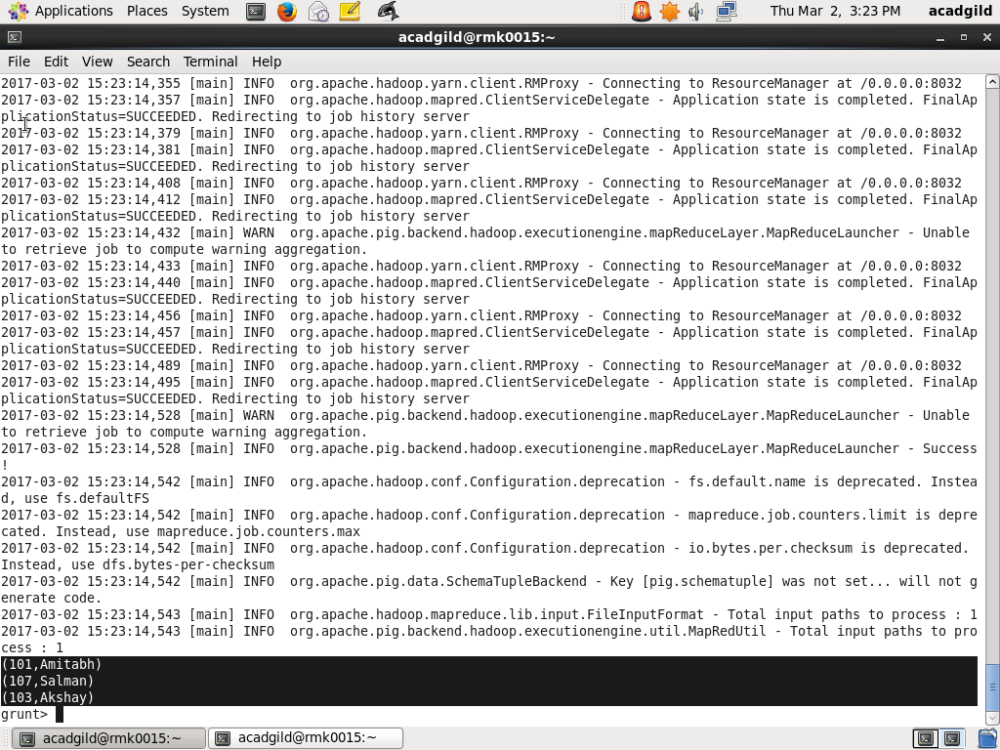 Applications Places System Thu Mar 2, 3:23 PM acadgild
acadgild@rmk0015:~
File Edit View Search Terminal Help
2017-03-02 15:23:14,355 [main] INFO  org.apache.hadoop.yarn.client.RMProxy - Connecting to ResourceManager at /0.0.0.0:8032
2017-03-02 15:23:14,357 [main] INFO  org.apache.hadoop.mapred.ClientServiceDelegate - Application state is completed. FinalAp
plicationStatus=SUCCEEDED. Redirecting to job history server
2017-03-02 15:23:14,379 [main] INFO  org.apache.hadoop.yarn.client.RMProxy - Connecting to ResourceManager at /0.0.0.0:8032
2017-03-02 15:23:14,381 [main] INFO  org.apache.hadoop.mapred.ClientServiceDelegate - Application state is completed. FinalAp
plicationStatus=SUCCEEDED. Redirecting to job history server
2017-03-02 15:23:14,408 [main] INFO  org.apache.hadoop.yarn.client.RMProxy - Connecting to ResourceManager at /0.0.0.0:8032
2017-03-02 15:23:14,412 [main] INFO  org.apache.hadoop.mapred.ClientServiceDelegate - Application state is completed. FinalAp
plicationStatus=SUCCEEDED. Redirecting to job history server
2017-03-02 15:23:14,432 [main] WARN  org.apache.pig.backend.hadoop.executionengine.mapReduceLayer.MapReduceLauncher - Unable
to retrieve job to compute warning aggregation.
2017-03-02 15:23:14,433 [main] INFO  org.apache.hadoop.yarn.client.RMProxy - Connecting to ResourceManager at /0.0.0.0:8032
2017-03-02 15:23:14,440 [main] INFO  org.apache.hadoop.mapred.ClientServiceDelegate - Application state is completed. FinalAp
plicationStatus=SUCCEEDED. Redirecting to job history server
2017-03-02 15:23:14,456 [main] INFO  org.apache.hadoop.yarn.client.RMProxy - Connecting to ResourceManager at /0.0.0.0:8032
2017-03-02 15:23:14,457 [main] INFO  org.apache.hadoop.mapred.ClientServiceDelegate - Application state is completed. FinalAp
plicationStatus=SUCCEEDED. Redirecting to job history server
2017-03-02 15:23:14,489 [main] INFO  org.apache.hadoop.yarn.client.RMProxy - Connecting to ResourceManager at /0.0.0.0:8032
2017-03-02 15:23:14,495 [main] INFO  org.apache.hadoop.mapred.ClientServiceDelegate - Application state is completed. FinalAp
plicationStatus=SUCCEEDED. Redirecting to job history server
2017-03-02 15:23:14,528 [main] WARN  org.apache.pig.backend.hadoop.executionengine.mapReduceLayer.MapReduceLauncher - Unable
to retrieve job to compute warning aggregation.
2017-03-02 15:23:14,528 [main] INFO  org.apache.pig.backend.hadoop.executionengine.mapReduceLayer.MapReduceLauncher - Success
!
2017-03-02 15:23:14,542 [main] INFO  org.apache.hadoop.conf.Configuration.deprecation - fs.default.name is deprecated. Instea
d, use fs.defaultFS
2017-03-02 15:23:14,542 [main] INFO  org.apache.hadoop.conf.Configuration.deprecation - mapreduce.job.counters.limit is depre
cated. Instead, use mapreduce.job.counters.max
2017-03-02 15:23:14,542 [main] INFO  org.apache.hadoop.conf.Configuration.deprecation - io.bytes.per.checksum is deprecated.
Instead, use dfs.bytes-per-checksum
2017-03-02 15:23:14,542 [main] INFO  org.apache.pig.data.SchemaTupleBackend - Key [pig.schematuple] was not set... will not g
enerate code.
2017-03-02 15:23:14,543 [main] INFO  org.apache.hadoop.mapreduce.lib.input.FileInputFormat - Total input paths to process : 1
2017-03-02 15:23:14,543 [main] INFO  org.apache.pig.backend.hadoop.executionengine.util.MapRedUtil - Total input paths to pro
cess : 1
(101,Amitabh)
(107,Salman)
(103,Akshay)
grunt>
acadgild@rmk0015:~ acadgild@rmk0015:~